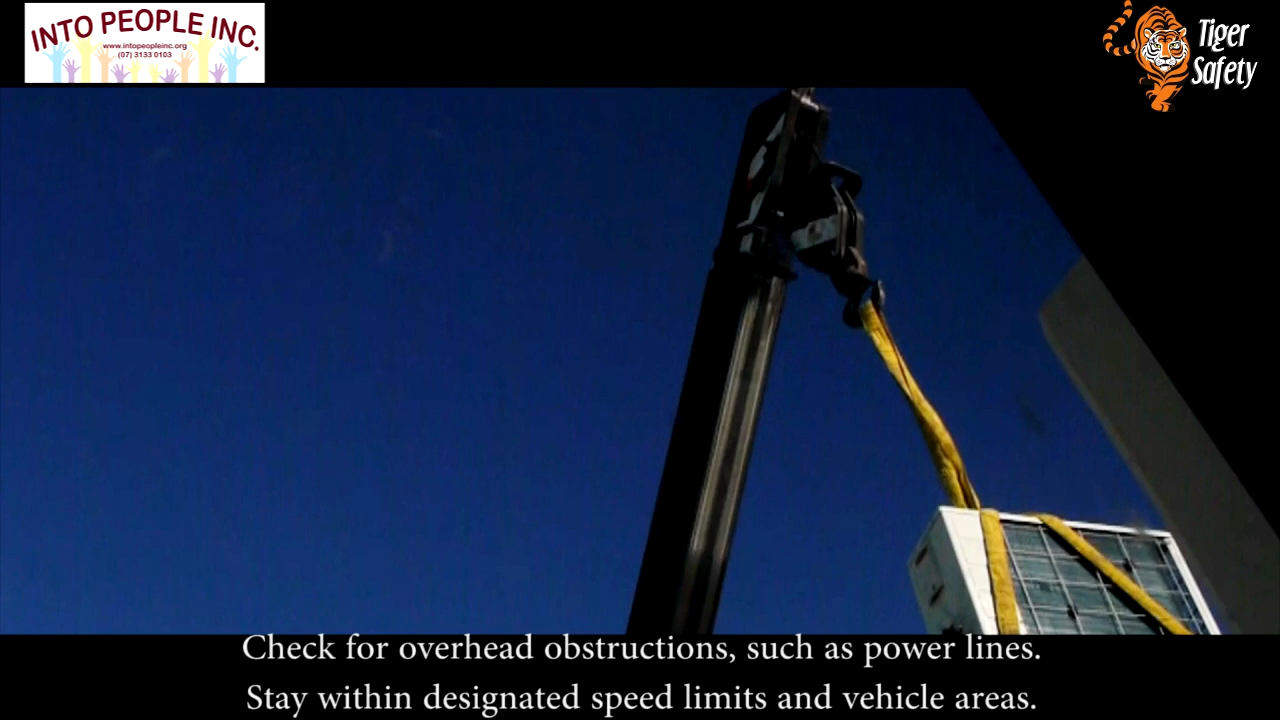 INTO PEOPLE INC.
www.intopeopleinc.org
(07) 3133 0103
Tiger
Safety
Check for overhead obstructions, such as power lines.
Stay within designated speed limits and vehicle areas.